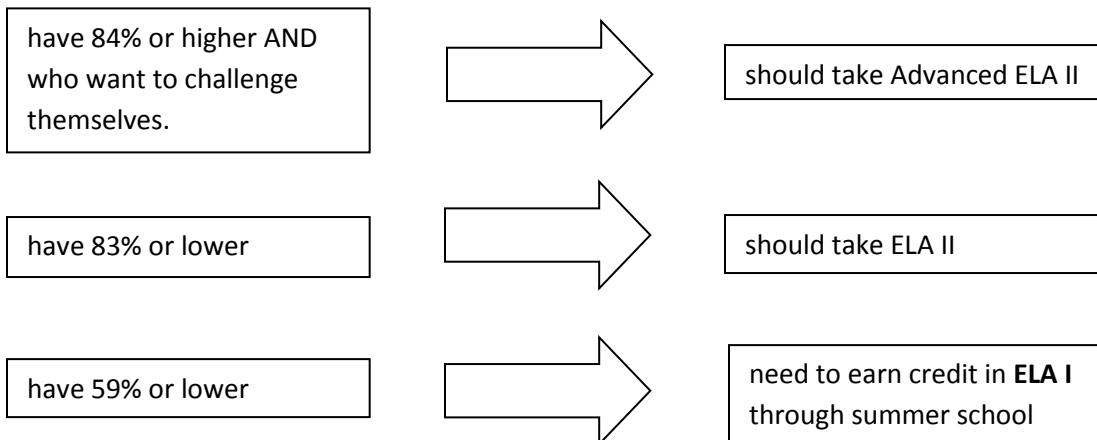 have 84% or higher AND
who want to challenge
themselves.
should take Advanced ELA II
have 83% or lower
should take ELA II
have 59% or lower
need to earn credit in ELA I
through summer school